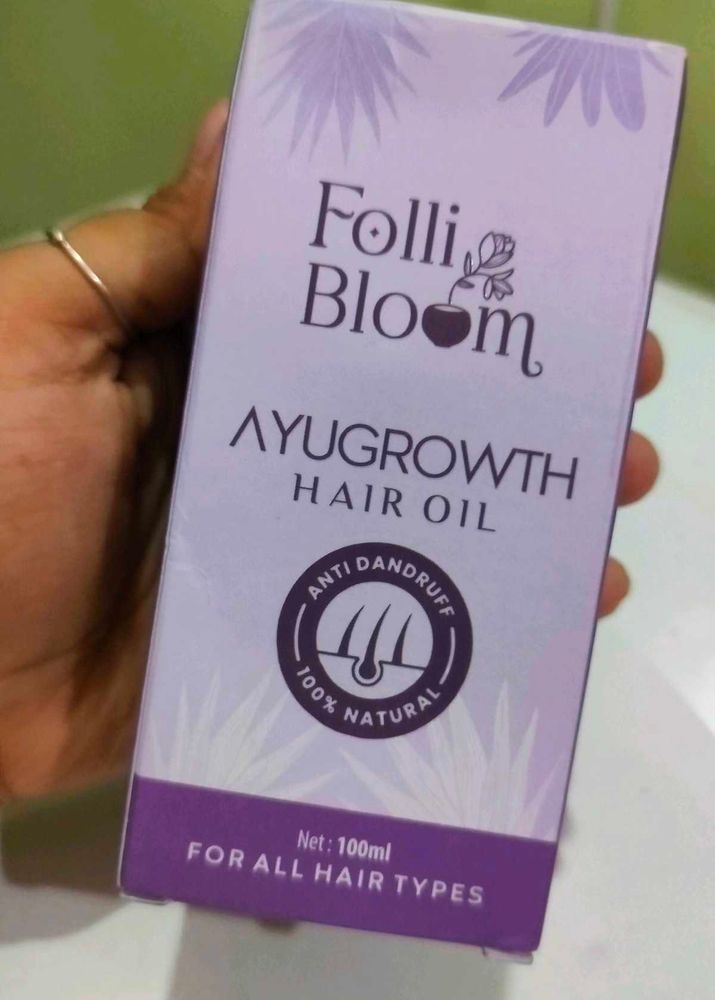 Folli
Bloom
AYUGROWTH
HAIR OIL
ANTI DANDRUFF
100% NATURAL
Net : 100ml
FOR ALL HAIR TYPES